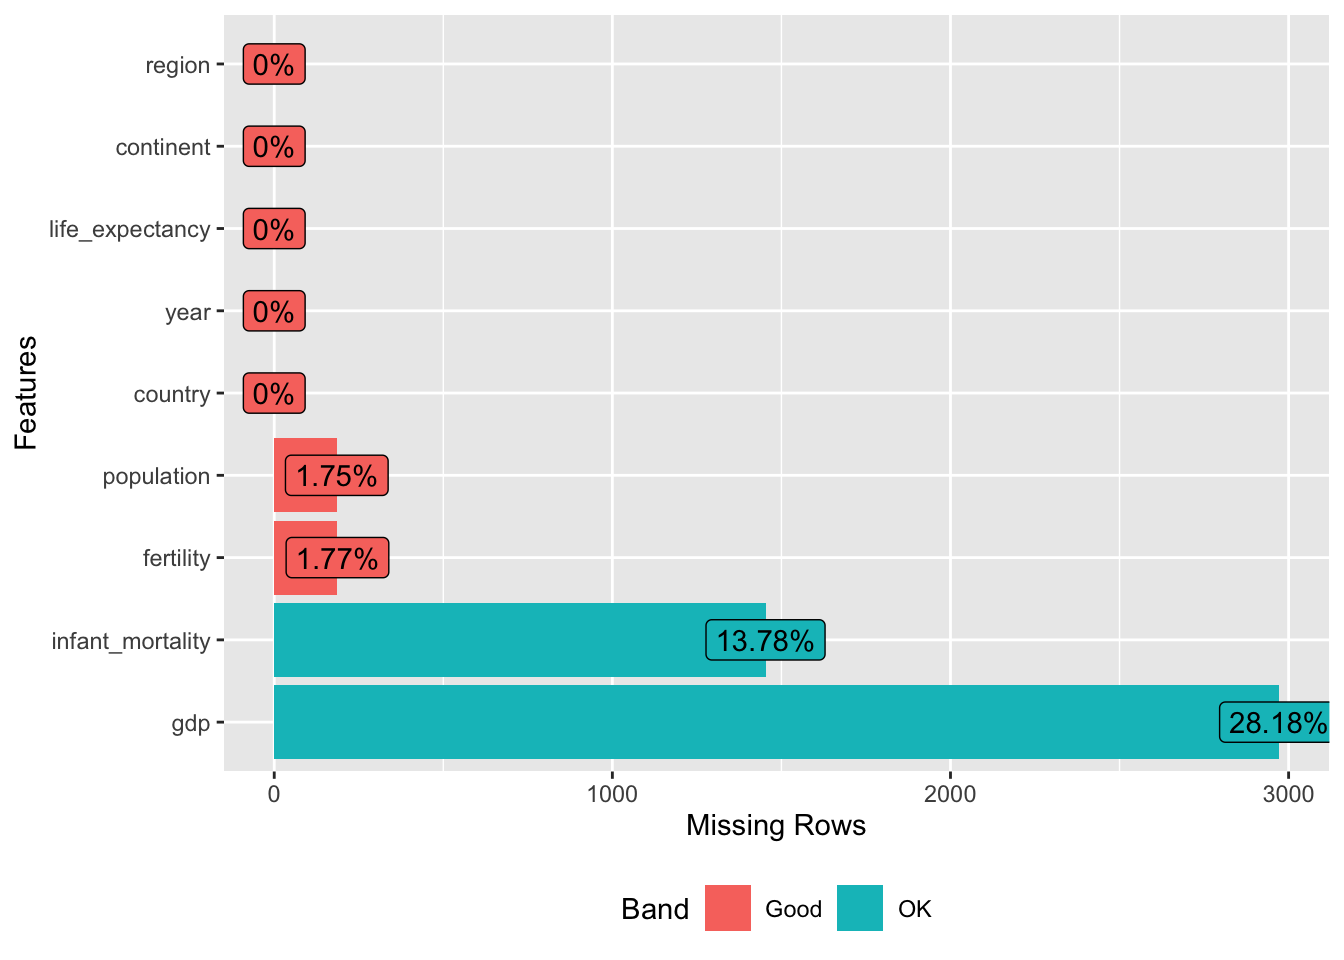 region 0%
continent 0%
life_expectancy 0%
year 0%
country 0%
population 1.75%
fertility 1.77%
infant_mortality 13.78%
gdp 28.18%
Features
0 1000 2000 3000
Missing Rows
Band Good OK